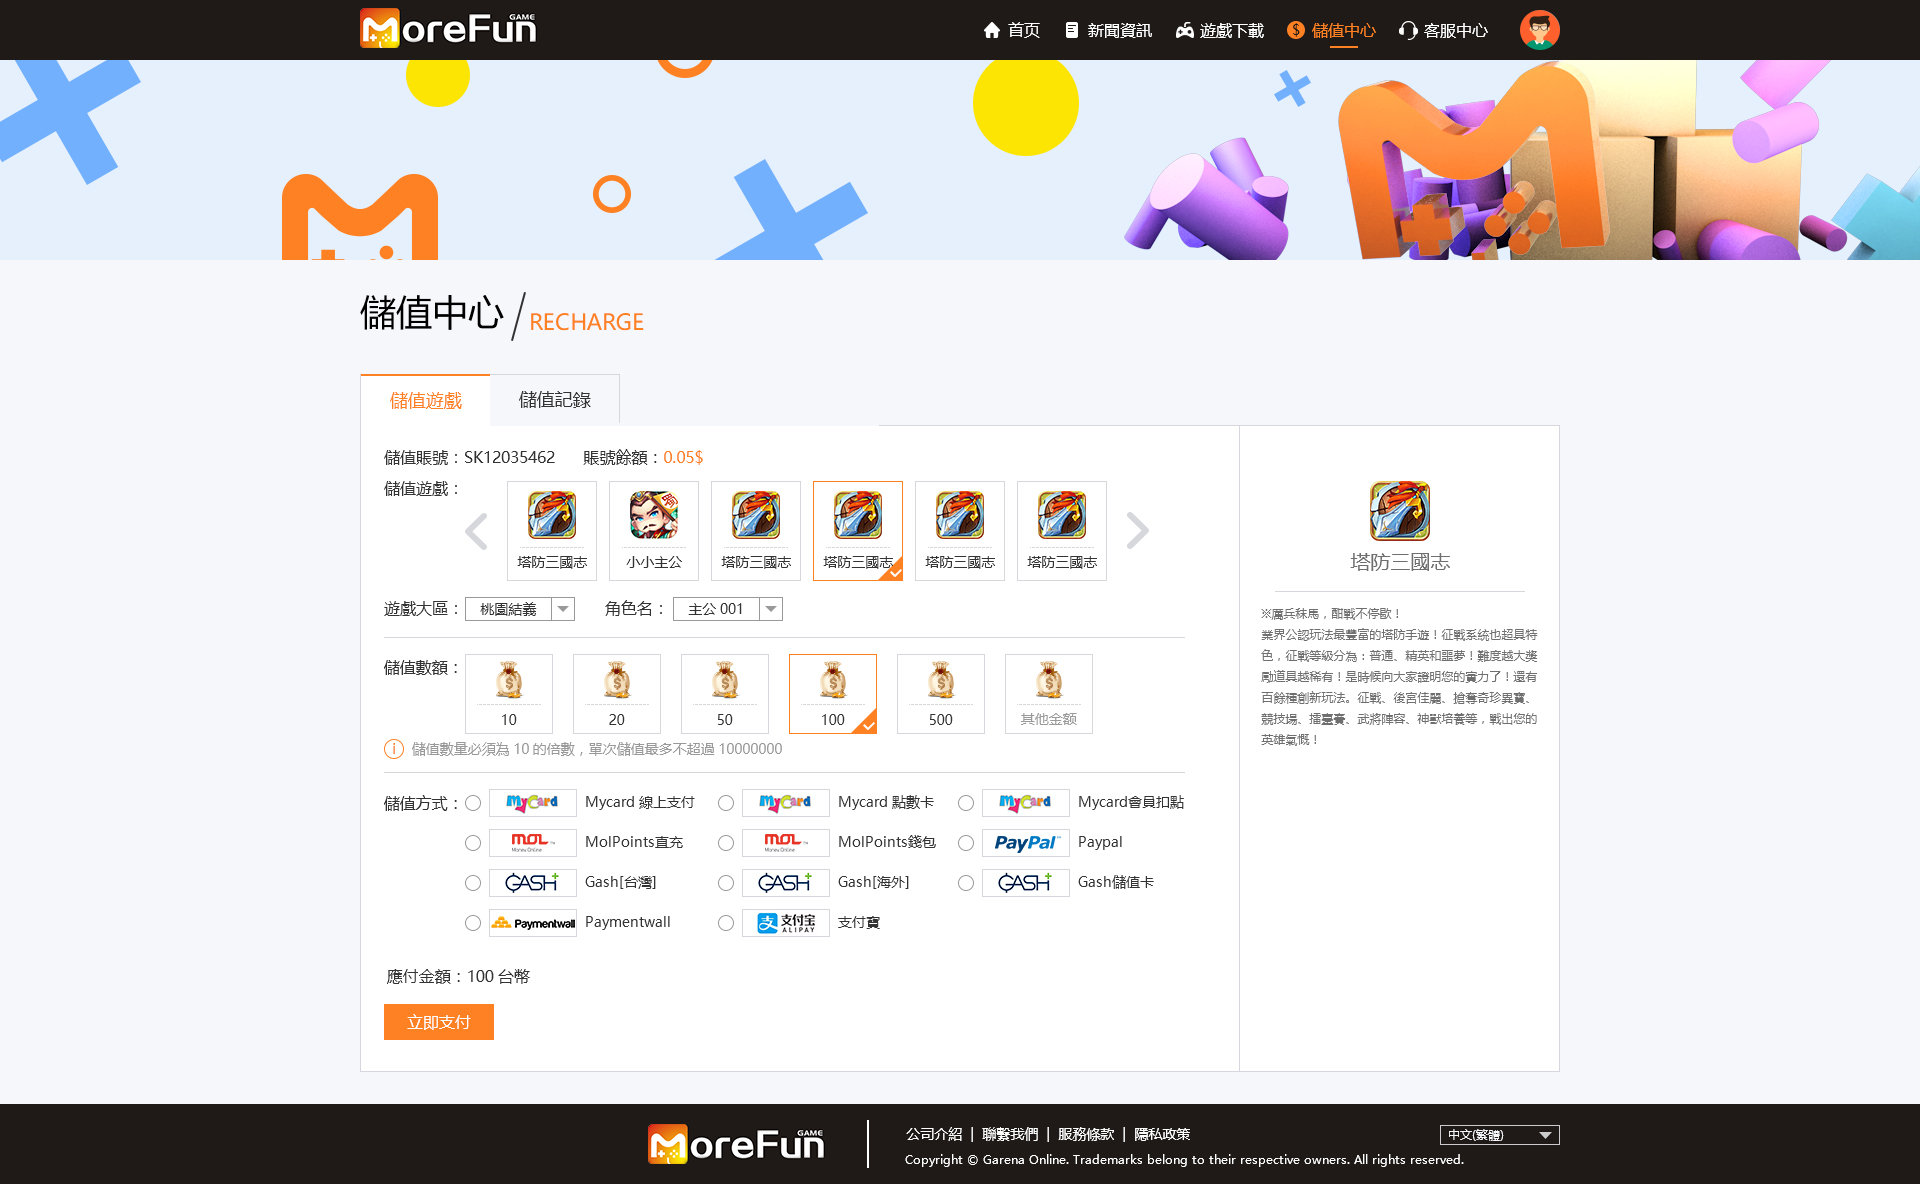 MoreFun GAME 首页 新聞資訊 遊戲下載 儲值中心 客服中心
儲值中心 / RECHARGE
儲值遊戲 儲值記錄
儲值賬號：SK12035462 賬號餘額：0.05$
儲值遊戲：
塔防三國志 小小主公 塔防三國志 塔防三國志 塔防三國志 塔防三國志
遊戲大區： 桃園結義 角色名： 主公 001
儲值數額：
10 20 50 100 500 其他金额
儲值數量必須為 10 的倍數，單次儲值最多不超過 10000000
儲值方式： MyCard Mycard 線上支付 MyCard Mycard 點數卡 MyCard Mycard會員扣點
MOL Money Online MolPoints直充 MOL Money Online MolPoints錢包 PayPal Paypal
GASH+ Gash[台灣] GASH+ Gash[海外] GASH+ Gash儲值卡
Paymentwall Paymentwall 支付宝 ALIPAY 支付寶
應付金額：100 台幣
立即支付
塔防三國志
※厲兵秣馬，酣戰不停歇！
業界公認玩法最豐富的塔防手遊！征戰系统也超具特
色，征戰等級分為：普通、精英和噩夢！難度越大獎
勵道具越稀有！是時候向大家證明您的實力了！還有
百餘種創新玩法。征戰、後宮佳麗、搶奪奇珍異寶、
競技場、擂臺賽、武將陣容、神獸培養等，戰出您的
英雄氣慨！
MoreFun GAME
公司介紹 | 聯繫我們 | 服務條款 | 隱私政策
Copyright © Garena Online. Trademarks belong to their respective owners. All rights reserved.
中文(繁體)